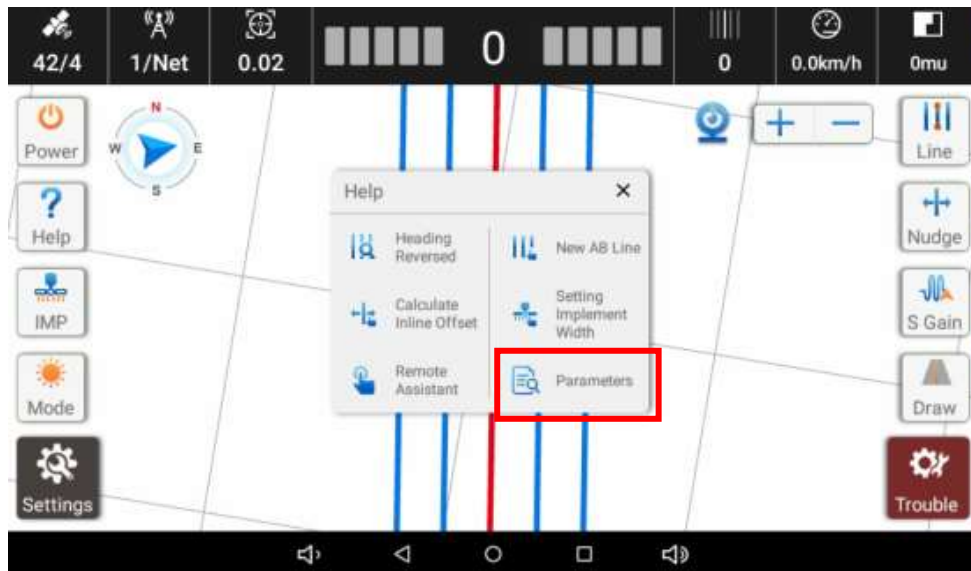 42/4
1/Net
0.02
0
0
0.0km/h
0mu
Power
N
W
E
S
Line
Help
Help
Nudge
Heading
Reversed
New AB Line
IMP
Calculate
Inline Offset
Setting
Implement
Width
S Gain
Mode
Remote
Assistant
Parameters
Draw
Settings
Trouble